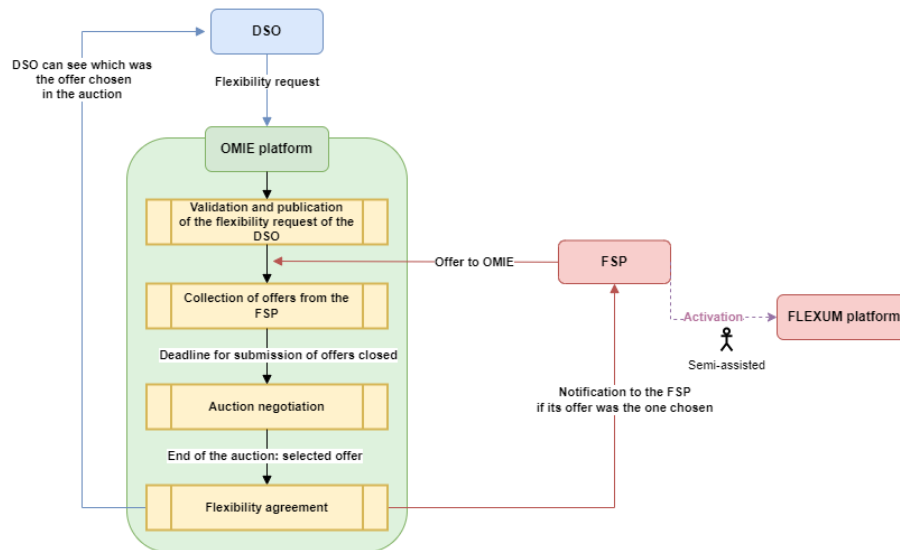 DSO
DSO can see which was
the offer chosen
in the auction
Flexibility request
OMIE platform
Validation and publication
of the flexibility request of the
DSO
Offer to OMIE
FSP
Collection of offers from the
FSP
Activation
FLEXUM platform
Semi-assisted
Deadline for submission of offers closed
Auction negotiation
Notification to the FSP
if its offer was the one chosen
End of the auction: selected offer
Flexibility agreement